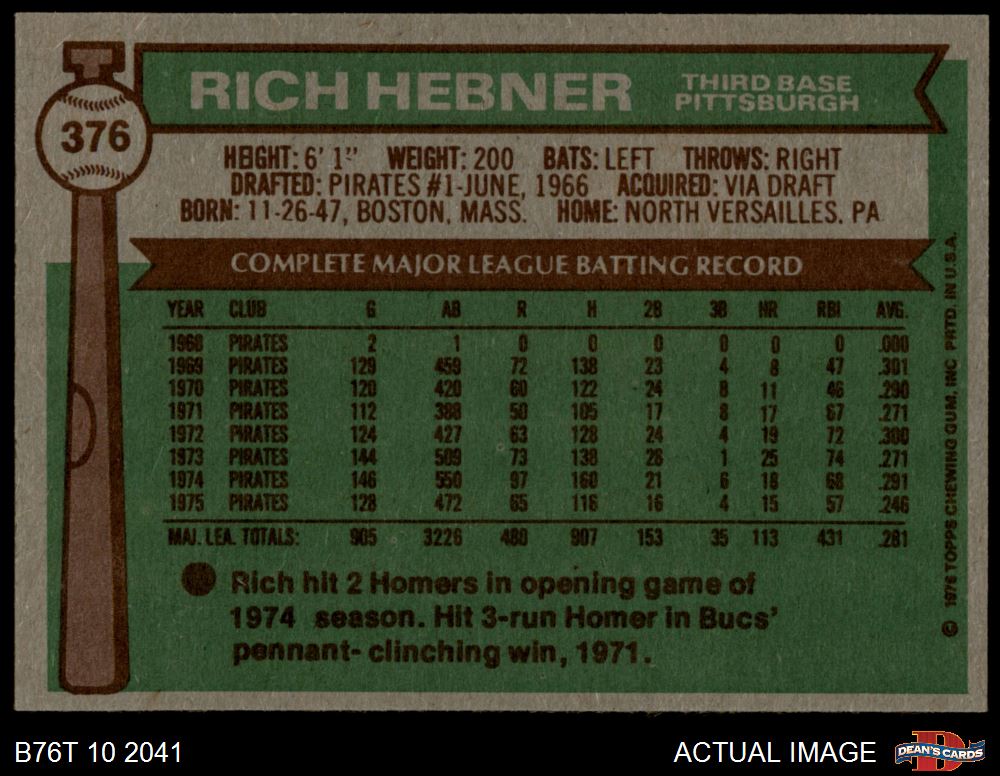 RICH HEBNER THIRD BASE
PITTSBURGH
376
HEIGHT: 6' 1" WEIGHT: 200 BATS: LEFT THROWS: RIGHT
DRAFTED: PIRATES #1-JUNE, 1966 ACQUIRED: VIA DRAFT
BORN: 11-26-47, BOSTON, MASS. HOME: NORTH VERSAILLES, PA
COMPLETE MAJOR LEAGUE BATTING RECORD
YEAR CLUB G AB R H 2B 3B HR RBI AVG.
1968 PIRATES 2 1 0 0 0 0 0 0 .000
1969 PIRATES 129 459 72 138 23 4 8 47 .301
1970 PIRATES 120 420 60 122 24 8 11 46 .290
1971 PIRATES 112 388 50 105 17 8 17 67 .271
1972 PIRATES 124 427 63 128 24 4 19 72 .300
1973 PIRATES 144 509 73 138 28 1 25 74 .271
1974 PIRATES 146 550 97 160 21 6 18 68 .291
1975 PIRATES 128 472 65 116 16 4 15 57 .246
MAJ. LEA. TOTALS: 905 3226 480 907 153 35 113 431 .281
Rich hit 2 Homers in opening game of
1974 season. Hit 3-run Homer in Bucs'
pennant- clinching win, 1971.
© 1976 TOPPS CHEWING GUM, INC PRTD. IN U.S.A.
B76T 10 2041 ACTUAL IMAGE DEAN'S CARDS